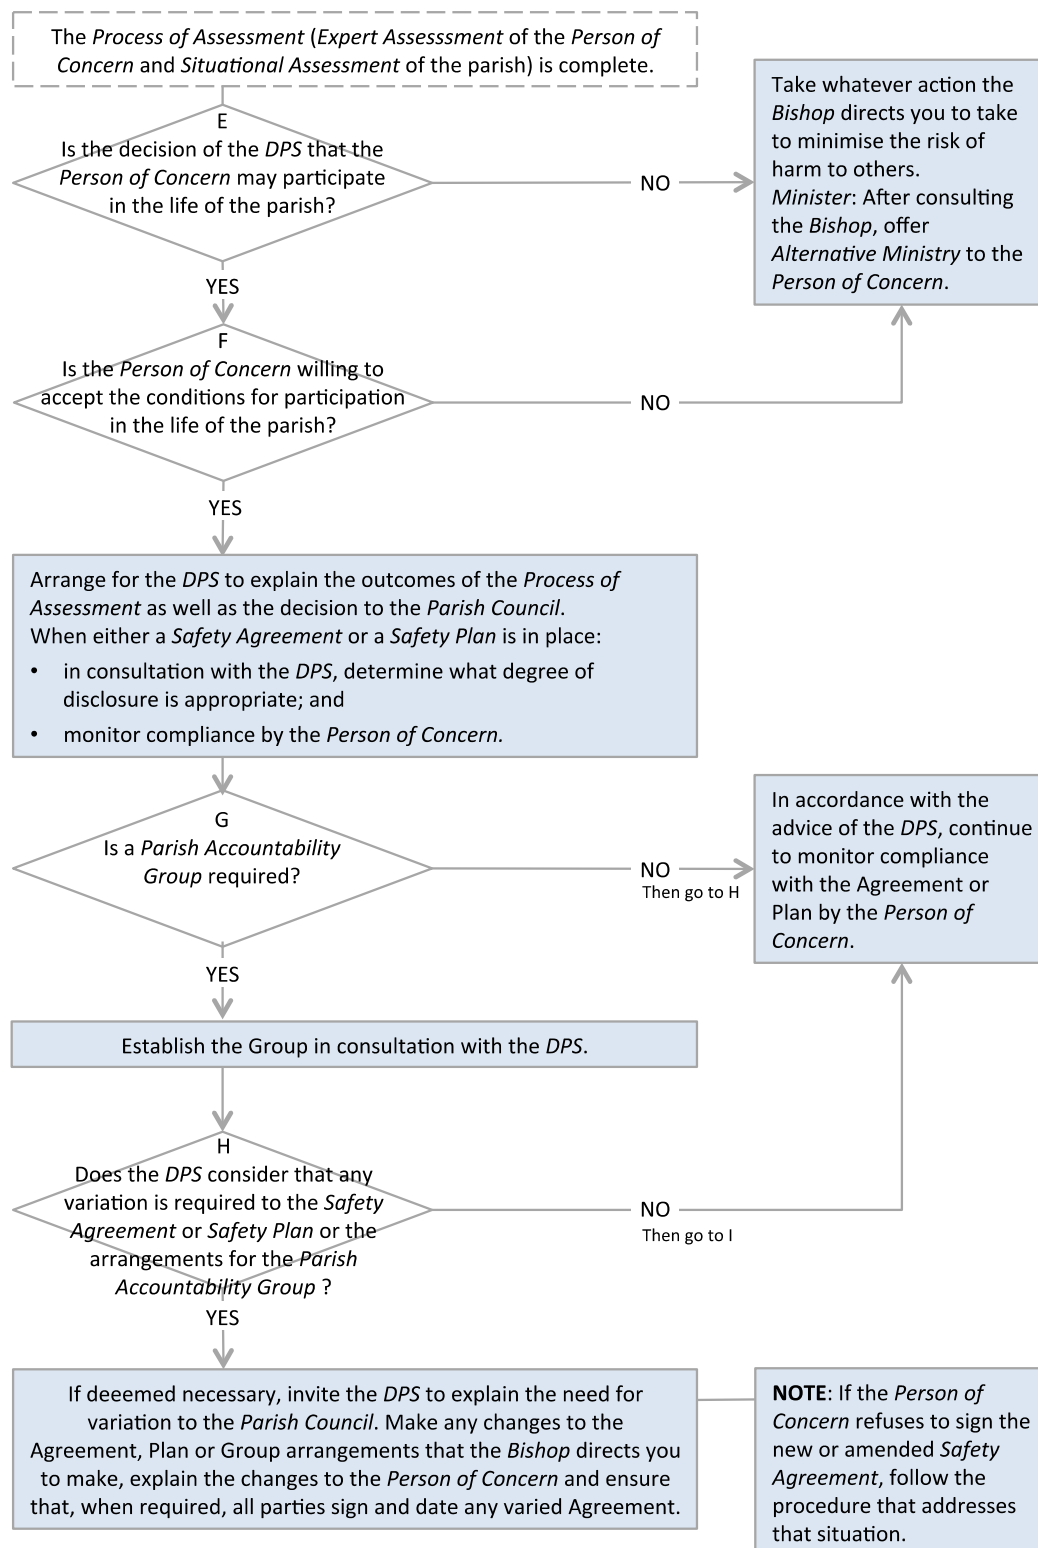 The Process of Assessment (Expert Assesssment of the Person of
Concern and Situational Assessment of the parish) is complete.
E
Is the decision of the DPS that the
Person of Concern may participate
in the life of the parish?
NO
Take whatever action the
Bishop directs you to take
to minimise the risk of
harm to others.
Minister: After consulting
the Bishop, offer
Alternative Ministry to the
Person of Concern.
YES
F
Is the Person of Concern willing to
accept the conditions for participation
in the life of the parish?
NO
YES
Arrange for the DPS to explain the outcomes of the Process of
Assessment as well as the decision to the Parish Council.
When either a Safety Agreement or a Safety Plan is in place:
• in consultation with the DPS, determine what degree of
disclosure is appropriate; and
• monitor compliance by the Person of Concern.
G
Is a Parish Accountability
Group required?
NO
Then go to H
In accordance with the
advice of the DPS, continue
to monitor compliance
with the Agreement or
Plan by the Person of
Concern.
YES
Establish the Group in consultation with the DPS.
H
Does the DPS consider that any
variation is required to the Safety
Agreement or Safety Plan or the
arrangements for the Parish
Accountability Group ?
NO
Then go to I
YES
If deeemed necessary, invite the DPS to explain the need for
variation to the Parish Council. Make any changes to the
Agreement, Plan or Group arrangements that the Bishop directs you
to make, explain the changes to the Person of Concern and ensure
that, when required, all parties sign and date any varied Agreement.
NOTE: If the Person of
Concern refuses to sign the
new or amended Safety
Agreement, follow the
procedure that addresses
that situation.